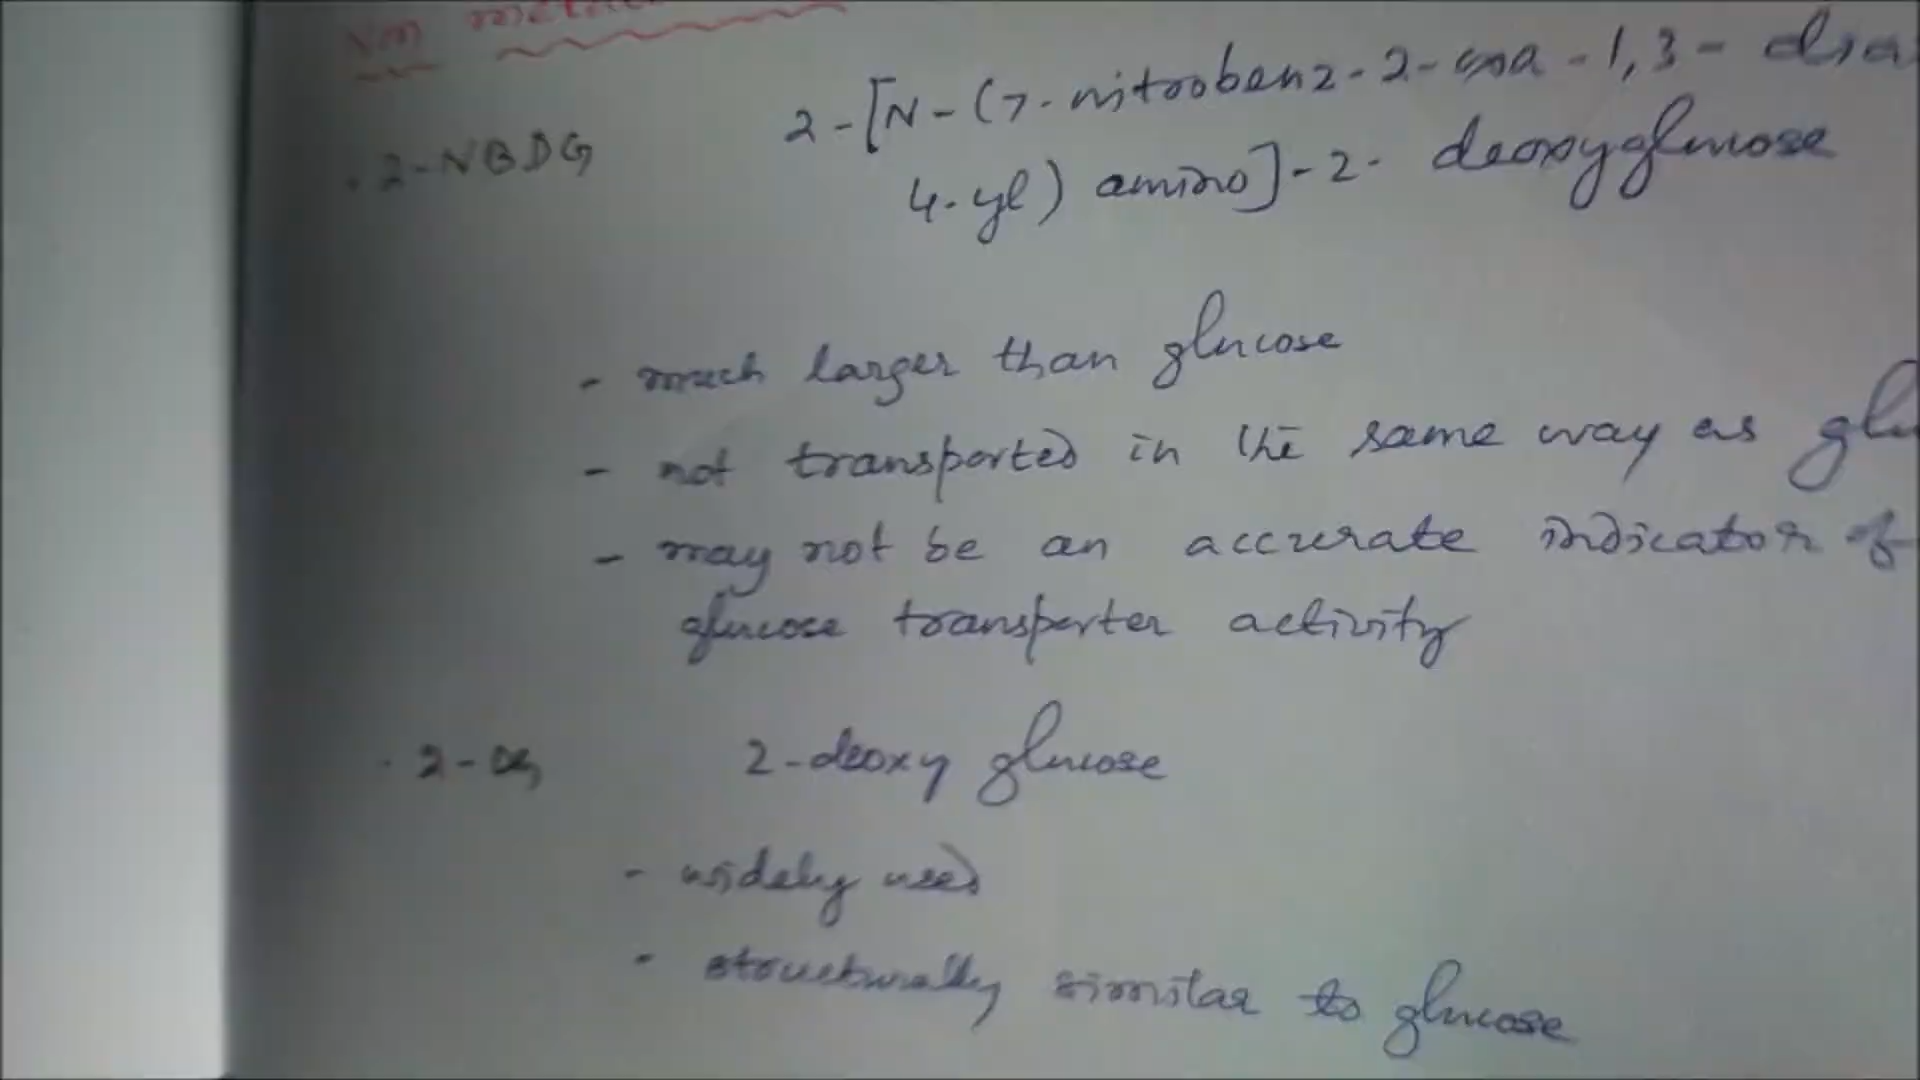 Non
2-NBDG 2-[N-(7-nitrobenz-2-oxa-1,3-dia
4-yl) amino]-2-deoxyglucose
- much larger than glucose
- not transported in the same way as glu
- may not be an accurate indicator of
glucose transporter activity
2-DG 2-deoxy glucose
- widely used
- structurally similar to glucose